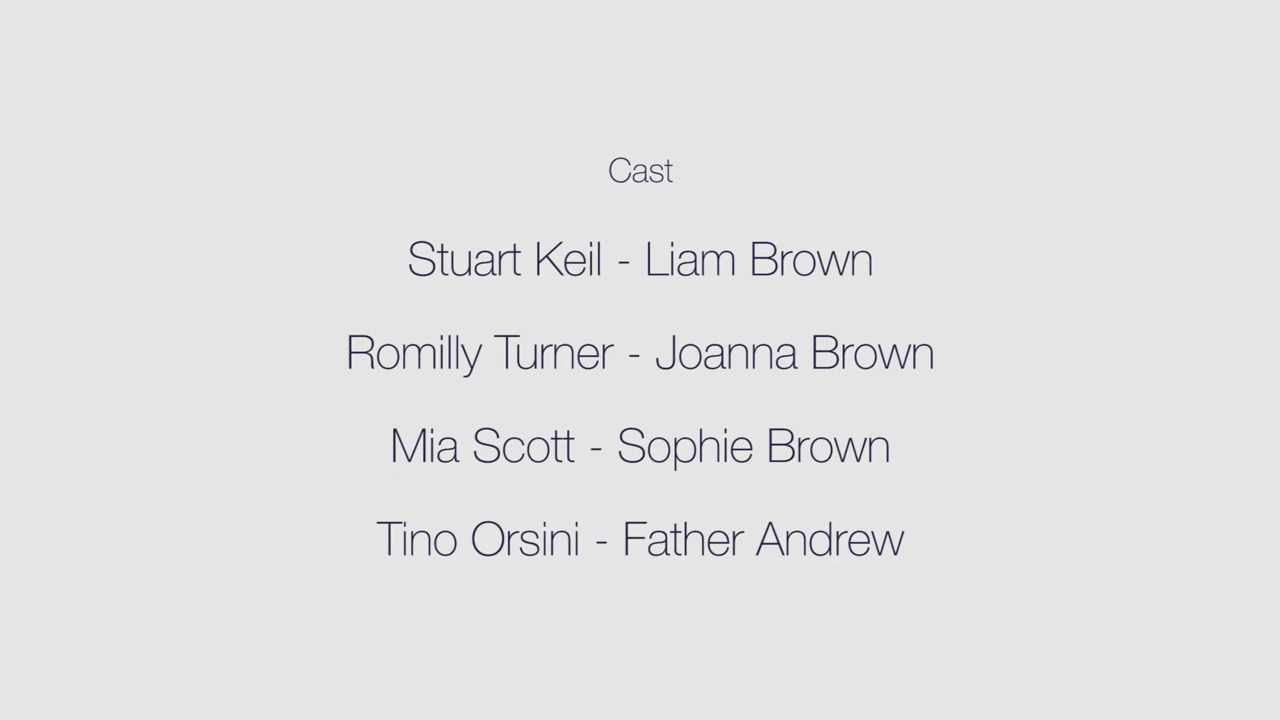 Cast
Stuart Keil - Liam Brown
Romilly Turner - Joanna Brown
Mia Scott - Sophie Brown
Tino Orsini - Father Andrew